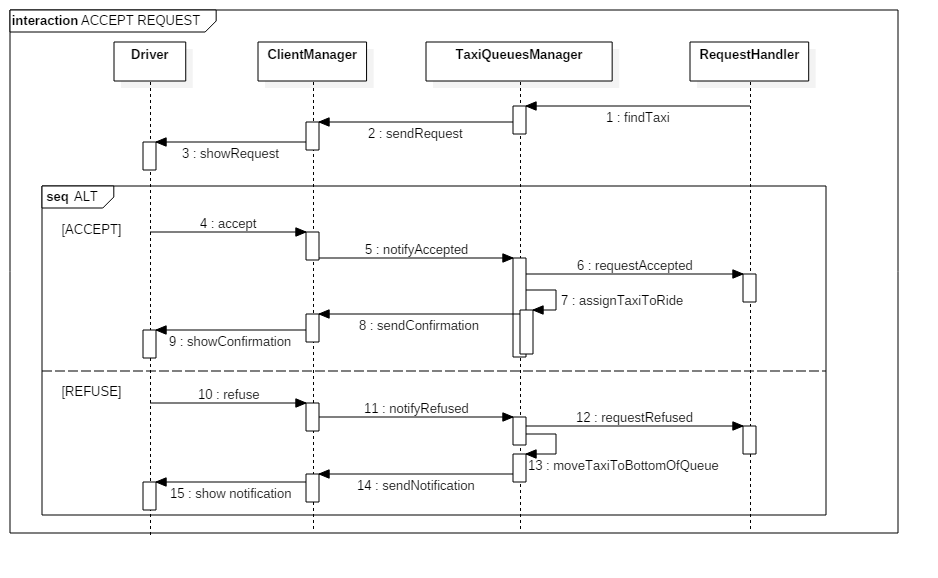 interaction ACCEPT REQUEST
Driver
ClientManager
TaxiQueuesManager
RequestHandler
1 : findTaxi
2 : sendRequest
3 : showRequest
seq ALT
[ACCEPT]
4 : accept
5 : notifyAccepted
6 : requestAccepted
7 : assignTaxiToRide
8 : sendConfirmation
9 : showConfirmation
[REFUSE]
10 : refuse
11 : notifyRefused
12 : requestRefused
13 : moveTaxiToBottomOfQueue
14 : sendNotification
15 : show notification